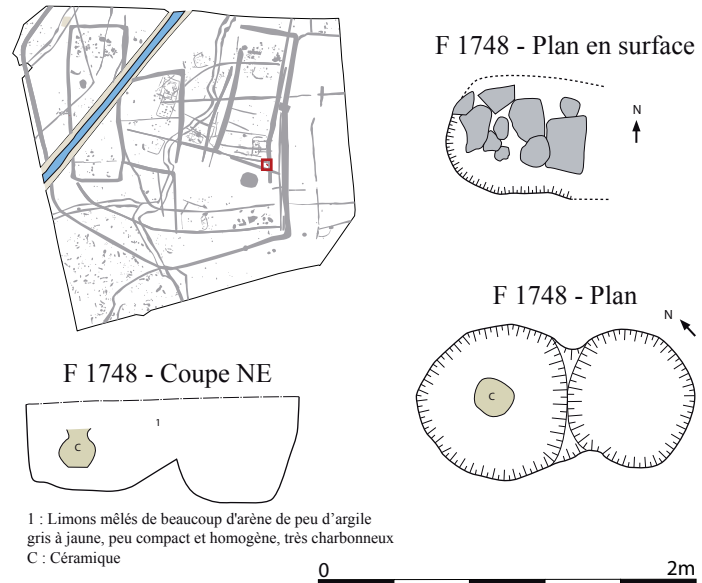 F 1748 - Plan en surface
N
F 1748 - Plan
N
C
F 1748 - Coupe NE
1
C
1 : Limons mêlés de beaucoup d'arène de peu d’argile
gris à jaune, peu compact et homogène, très charbonneux
C : Céramique
0 2m